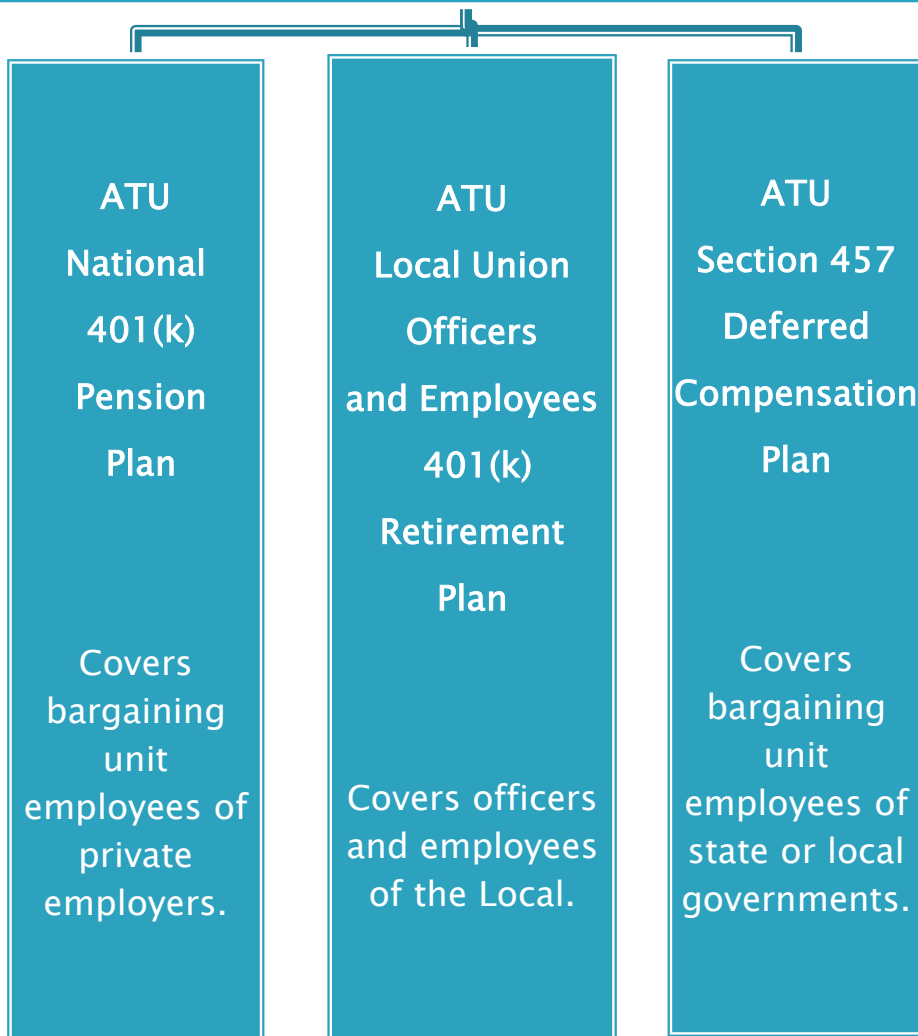 ATU
National
401(k)
Pension
Plan
Covers
bargaining
unit
employees of
private
employers.
ATU
Local Union
Officers
and Employees
401(k)
Retirement
Plan
Covers officers
and employees
of the Local.
ATU
Section 457
Deferred
Compensation
Plan
Covers
bargaining
unit
employees of
state or local
governments.